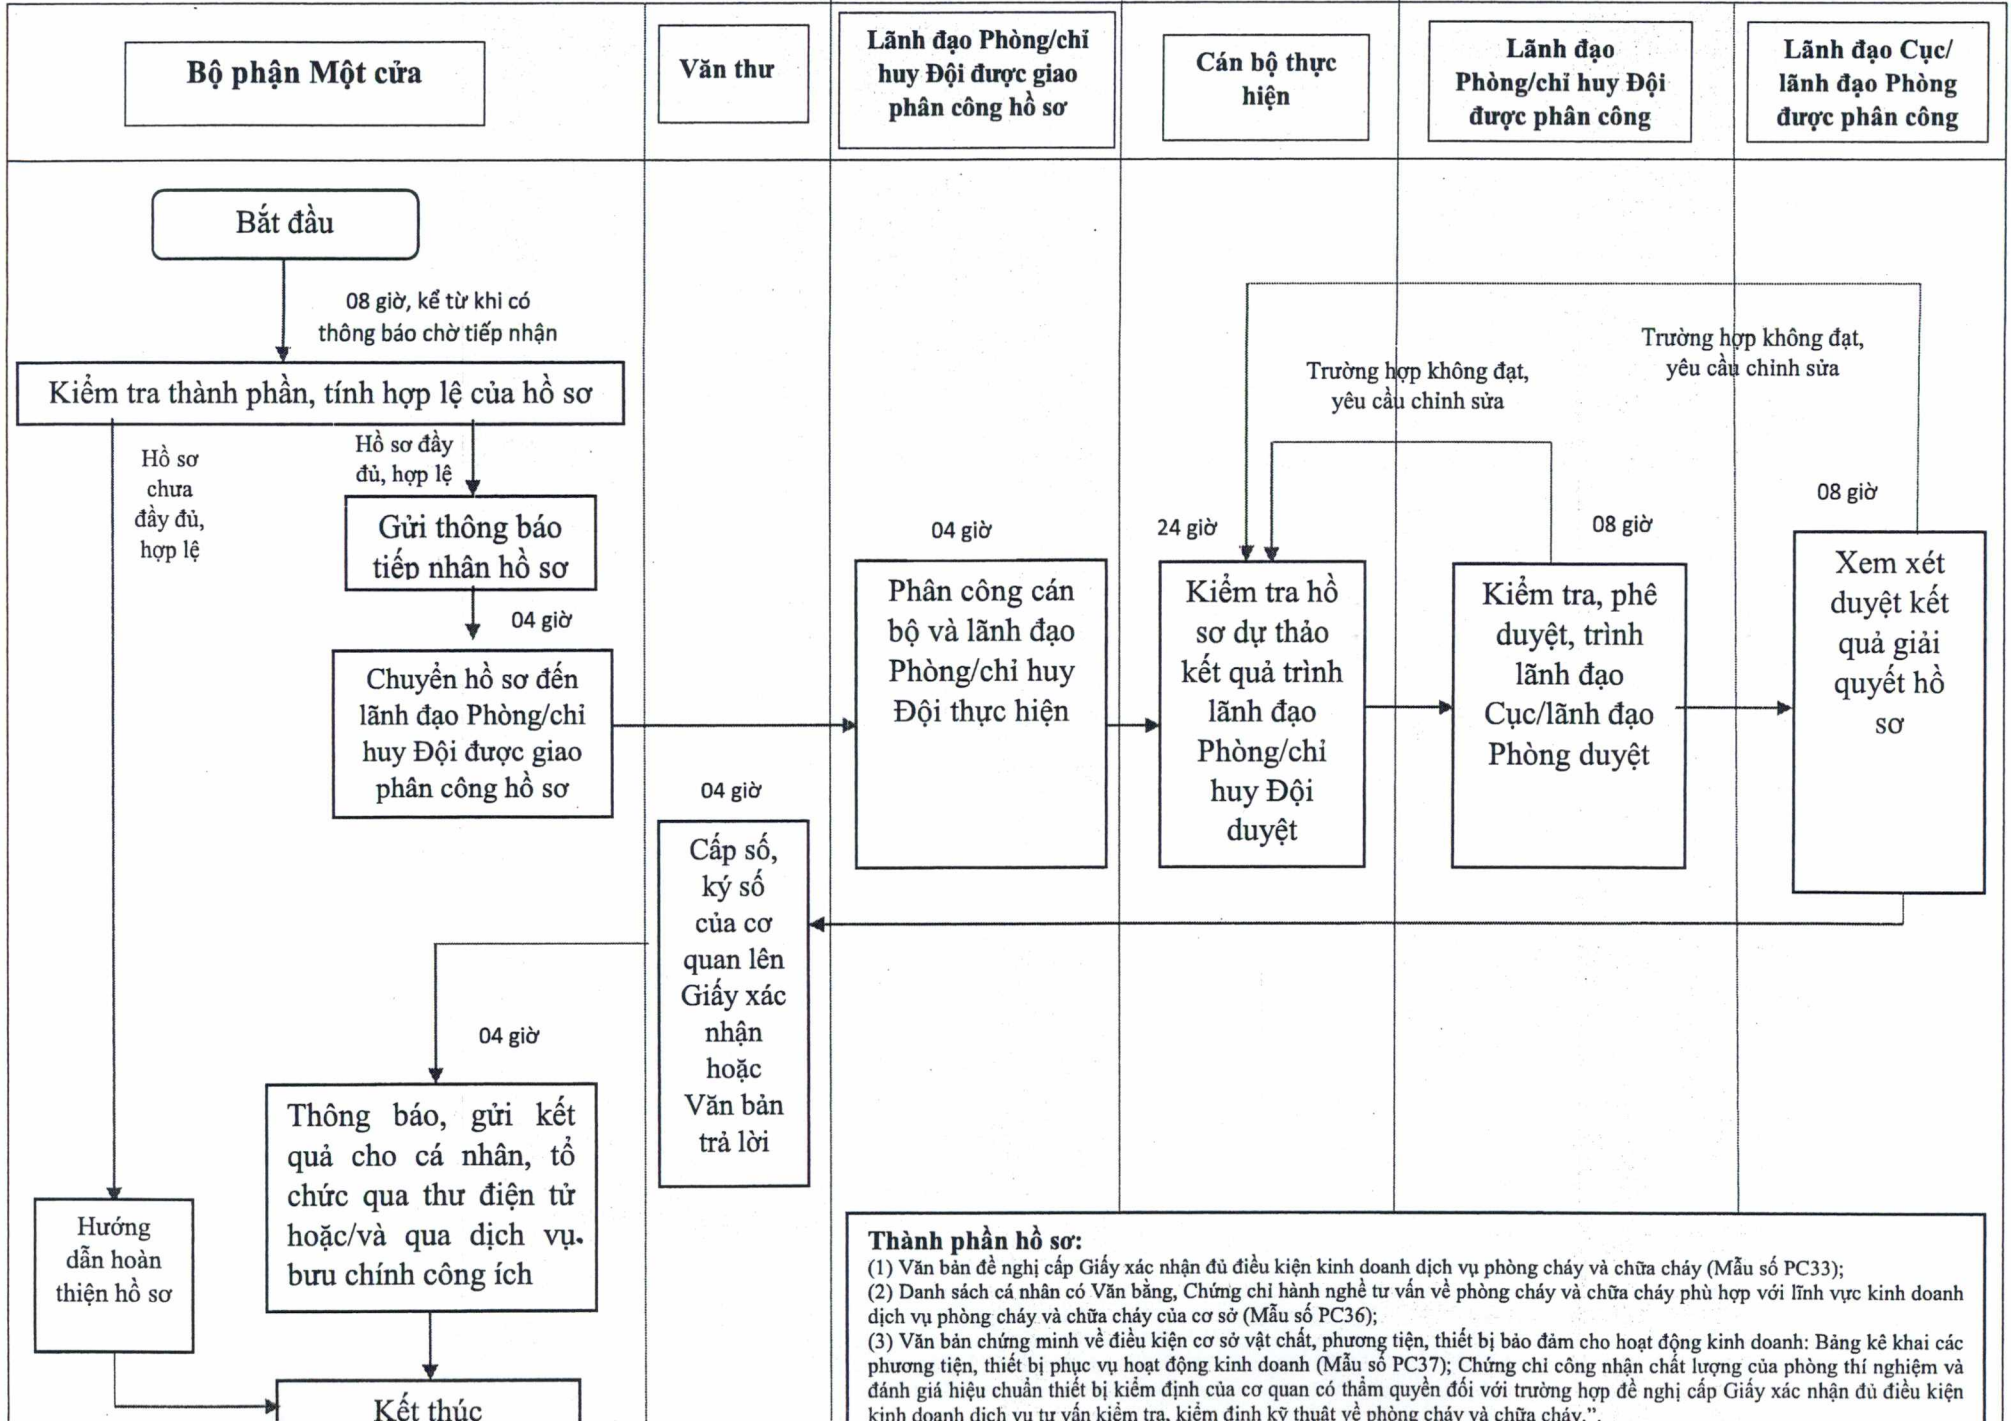 Bộ phận Một cửa
Văn thư
Lãnh đạo Phòng/chỉ
huy Đội được giao
phân công hồ sơ
Cán bộ thực
hiện
Lãnh đạo
Phòng/chỉ huy Đội
được phân công
Lãnh đạo Cục/
lãnh đạo Phòng
được phân công
Bắt đầu
08 giờ, kể từ khi có
thông báo chờ tiếp nhận
Kiểm tra thành phần, tính hợp lệ của hồ sơ
Hồ sơ
chưa
đầy đủ,
hợp lệ
Hồ sơ đầy
đủ, hợp lệ
Gửi thông báo
tiếp nhận hồ sơ
04 giờ
Chuyển hồ sơ đến
lãnh đạo Phòng/chỉ
huy Đội được giao
phân công hồ sơ
04 giờ
Phân công cán
bộ và lãnh đạo
Phòng/chỉ huy
Đội thực hiện
24 giờ
Kiểm tra hồ
sơ dự thảo
kết quả trình
lãnh đạo
Phòng/chỉ
huy Đội
duyệt
Trường hợp không đạt,
yêu cầu chỉnh sửa
08 giờ
Kiểm tra, phê
duyệt, trình
lãnh đạo
Cục/lãnh đạo
Phòng duyệt
Trường hợp không đạt,
yêu cầu chỉnh sửa
08 giờ
Xem xét
duyệt kết
quả giải
quyết hồ
sơ
04 giờ
Cấp số,
ký số
của cơ
quan lên
Giấy xác
nhận
hoặc
Văn bản
trả lời
04 giờ
Thông báo, gửi kết
quả cho cá nhân, tổ
chức qua thư điện tử
hoặc/và qua dịch vụ
bưu chính công ích
Hướng
dẫn hoàn
thiện hồ sơ
Kết thúc
Thành phần hồ sơ:
(1) Văn bản đề nghị cấp Giấy xác nhận đủ điều kiện kinh doanh dịch vụ phòng cháy và chữa cháy (Mẫu số PC33);
(2) Danh sách cá nhân có Văn bằng, Chứng chỉ hành nghề tư vấn về phòng cháy và chữa cháy phù hợp với lĩnh vực kinh doanh
dịch vụ phòng cháy và chữa cháy của cơ sở (Mẫu số PC36);
(3) Văn bản chứng minh về điều kiện cơ sở vật chất, phương tiện, thiết bị bảo đảm cho hoạt động kinh doanh: Bảng kê khai các
phương tiện, thiết bị phục vụ hoạt động kinh doanh (Mẫu số PC37); Chứng chỉ công nhận chất lượng của phòng thí nghiệm và
đánh giá hiệu chuẩn thiết bị kiểm định của cơ quan có thẩm quyền đối với trường hợp đề nghị cấp Giấy xác nhận đủ điều kiện
kinh doanh dịch vụ tư vấn kiểm tra, kiểm định kỹ thuật về phòng cháy và chữa cháy.”.